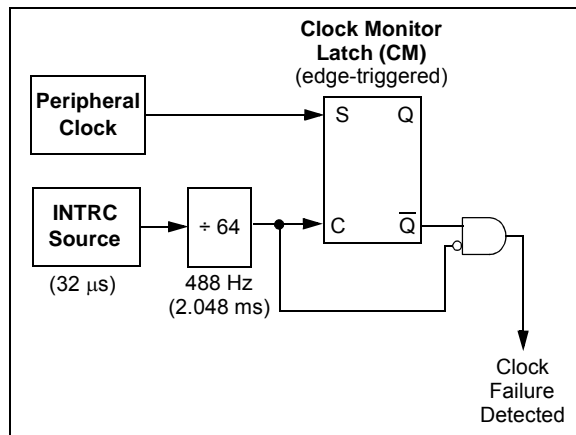 Clock Monitor
Latch (CM)
(edge-triggered)
Peripheral
Clock
S
Q
INTRC
Source
(32 μs)
÷ 64
488 Hz
(2.048 ms)
C
Q̅
Clock
Failure
Detected